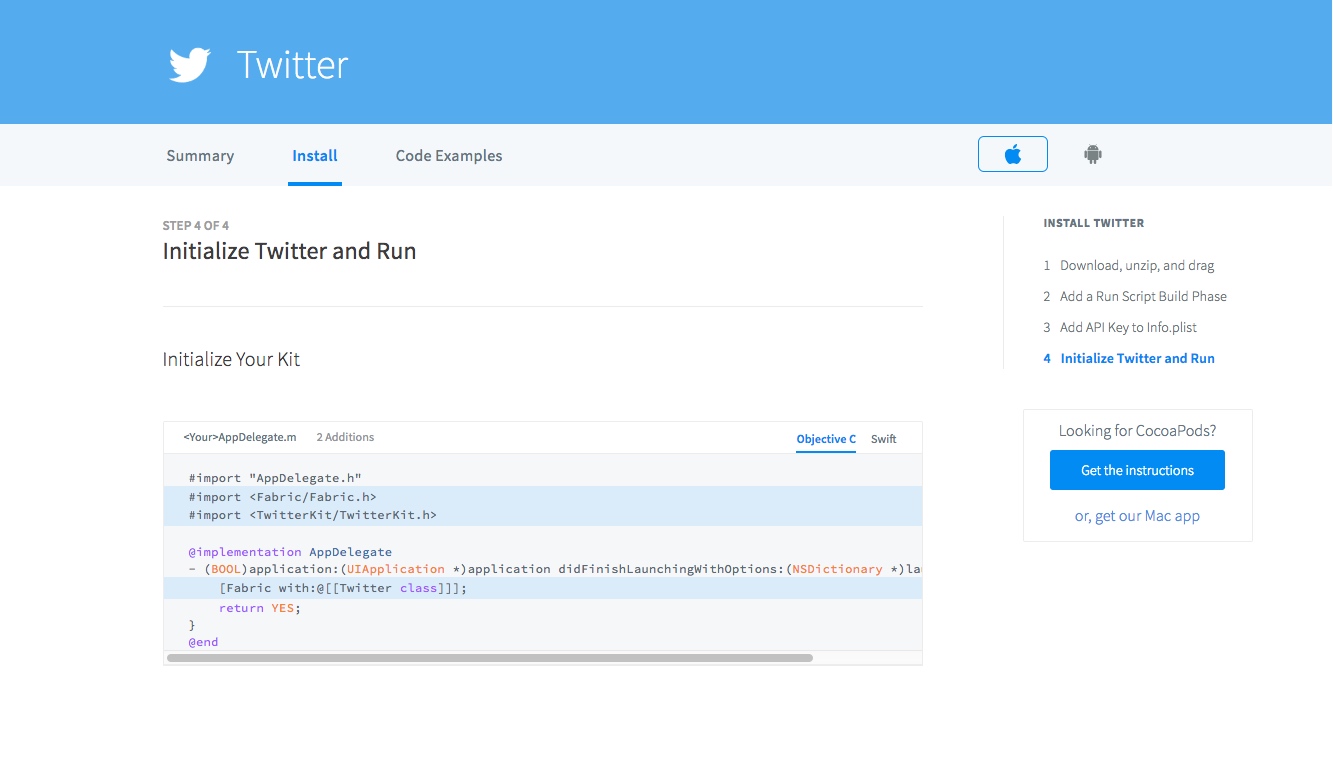 Twitter
Summary Install Code Examples
STEP 4 OF 4
Initialize Twitter and Run
Initialize Your Kit
<Your>AppDelegate.m 2 Additions Objective C Swift
#import "AppDelegate.h"
#import <Fabric/Fabric.h>
#import <TwitterKit/TwitterKit.h>
@implementation AppDelegate
- (BOOL)application:(UIApplication *)application didFinishLaunchingWithOptions:(NSDictionary *)lau
[Fabric with:@[[Twitter class]]];
return YES;
}
@end
INSTALL TWITTER
1 Download, unzip, and drag
2 Add a Run Script Build Phase
3 Add API Key to Info.plist
4 Initialize Twitter and Run
Looking for CocoaPods?
Get the instructions
or, get our Mac app